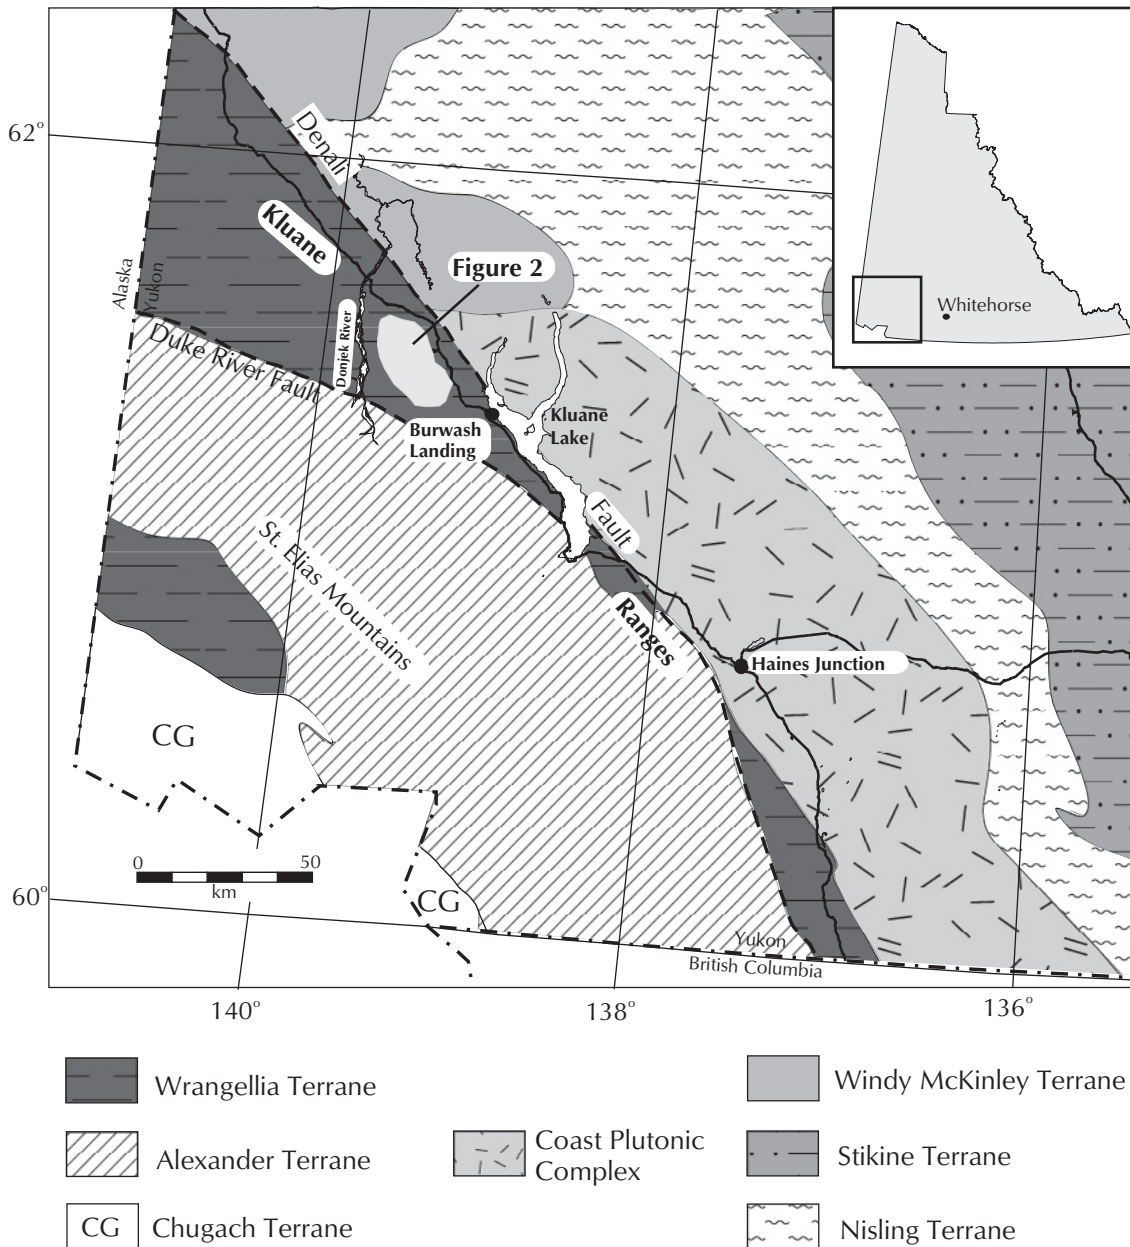 62°
Denali
Kluane
Figure 2
Whitehorse
Alaska
Yukon
Donjek River
Duke River Fault
Burwash
Landing
Kluane
Lake
Fault
St. Elias Mountains
Ranges
Haines Junction
CG
0 50
km
60°
CG
Yukon
British Columbia
140° 138° 136°
Wrangellia Terrane
Windy McKinley Terrane
Alexander Terrane
Coast Plutonic
Complex
Stikine Terrane
CG Chugach Terrane
Nisling Terrane